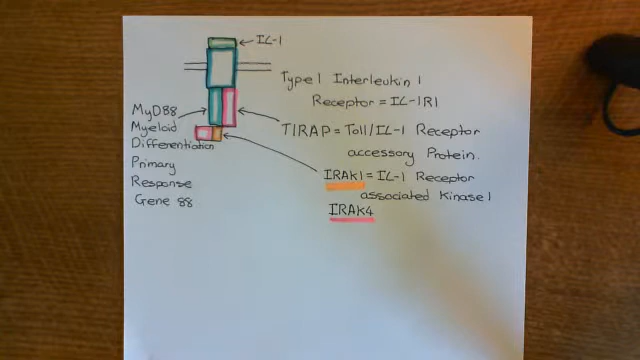 IL-1
Type 1 Interleukin 1
Receptor = IL-1R1
MyD88
Myeloid
Differentiation
Primary
Response
Gene 88
TIRAP = Toll/IL-1 Receptor
accessory Protein.
IRAK1 = IL-1 Receptor
associated Kinase 1
IRAK4